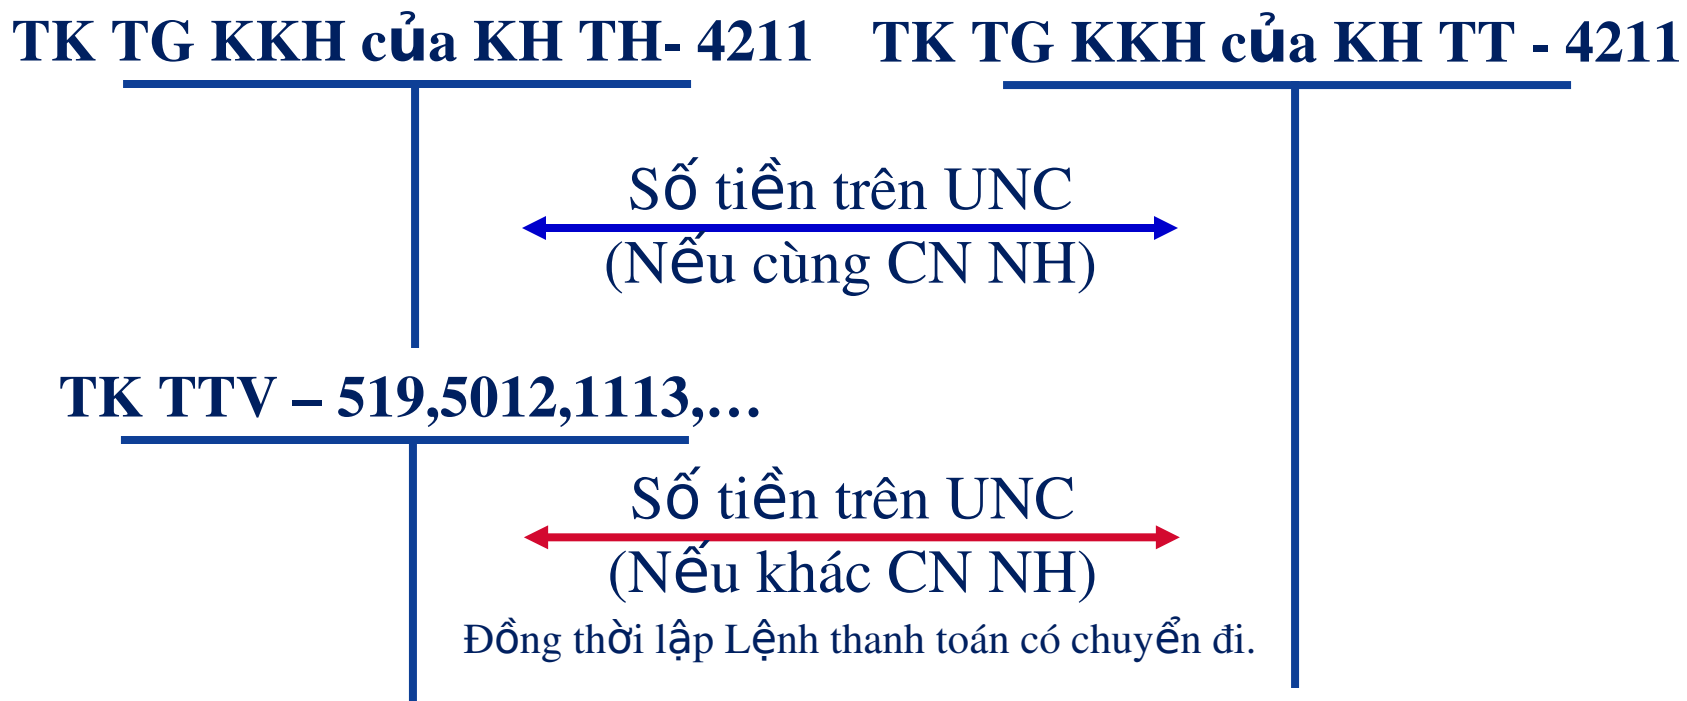 TK TG KKH của KH TH- 4211
TK TG KKH của KH TT - 4211
Số tiền trên UNC
(Nếu cùng CN NH)
TK TTV – 519,5012,1113,…
Số tiền trên UNC
(Nếu khác CN NH)
Đồng thời lập Lệnh thanh toán có chuyển đi.